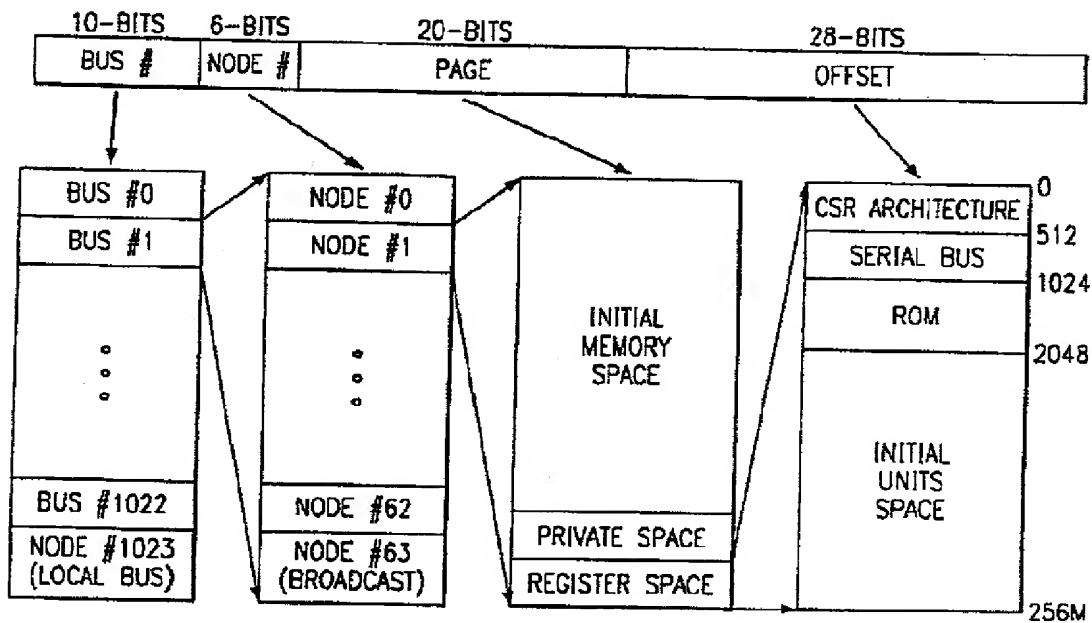 10-BITS
6-BITS
20-BITS
28-BITS
BUS #
NODE #
PAGE
OFFSET
BUS #0
BUS #1
BUS #1022
NODE #1023
(LOCAL BUS)
NODE #0
NODE #1
NODE #62
NODE #63
(BROADCAST)
INITIAL
MEMORY
SPACE
PRIVATE SPACE
REGISTER SPACE
CSR ARCHITECTURE
SERIAL BUS
ROM
INITIAL
UNITS
SPACE
0
512
1024
2048
256M